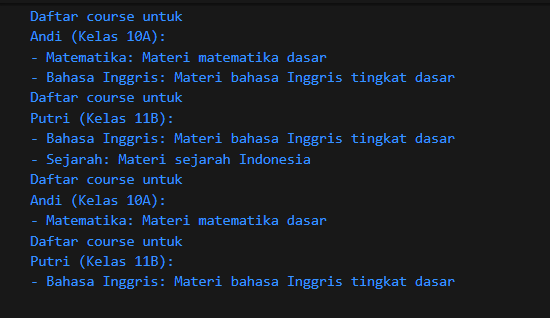 Daftar course untuk
Andi (Kelas 10A):
- Matematika: Materi matematika dasar
- Bahasa Inggris: Materi bahasa Inggris tingkat dasar
Daftar course untuk
Putri (Kelas 11B):
- Bahasa Inggris: Materi bahasa Inggris tingkat dasar
- Sejarah: Materi sejarah Indonesia
Daftar course untuk
Andi (Kelas 10A):
- Matematika: Materi matematika dasar
Daftar course untuk
Putri (Kelas 11B):
- Bahasa Inggris: Materi bahasa Inggris tingkat dasar